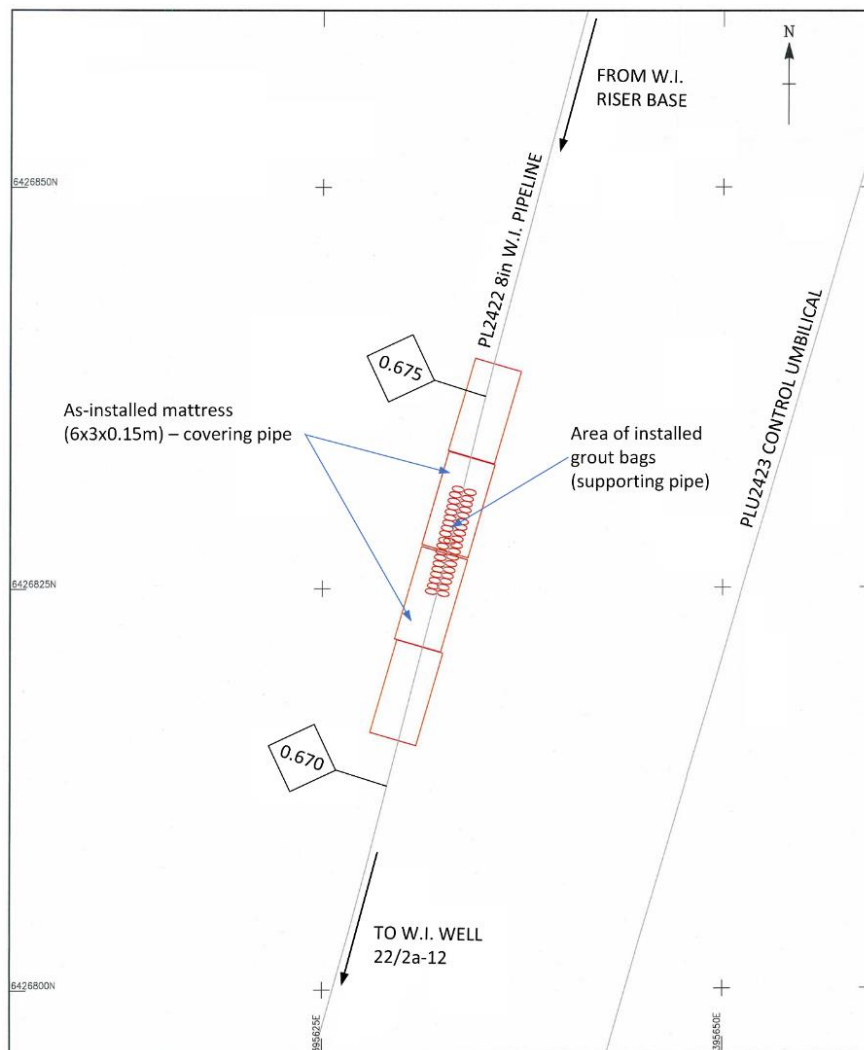 N
FROM W.I.
RISER BASE
6426850N
PL2422 8in W.I. PIPELINE
PLU2423 CONTROL UMBILICAL
0.675
As-installed mattress
(6x3x0.15m) – covering pipe
Area of installed
grout bags
(supporting pipe)
6426825N
0.670
TO W.I. WELL
22/2a-12
6426800N
395625E
395650E